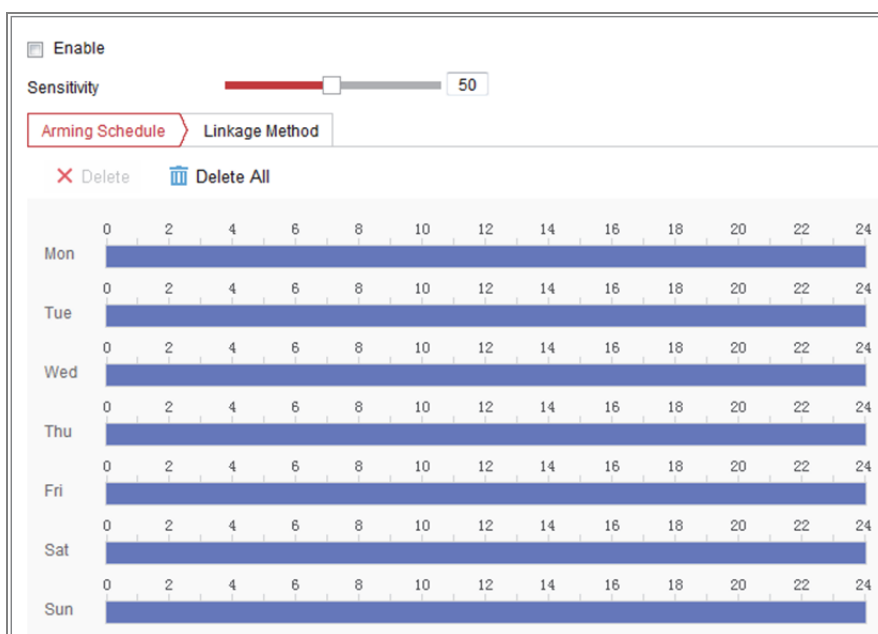 Enable
Sensitivity 50
Arming Schedule Linkage Method
Delete Delete All
0 2 4 6 8 10 12 14 16 18 20 22 24
Mon
0 2 4 6 8 10 12 14 16 18 20 22 24
Tue
0 2 4 6 8 10 12 14 16 18 20 22 24
Wed
0 2 4 6 8 10 12 14 16 18 20 22 24
Thu
0 2 4 6 8 10 12 14 16 18 20 22 24
Fri
0 2 4 6 8 10 12 14 16 18 20 22 24
Sat
0 2 4 6 8 10 12 14 16 18 20 22 24
Sun